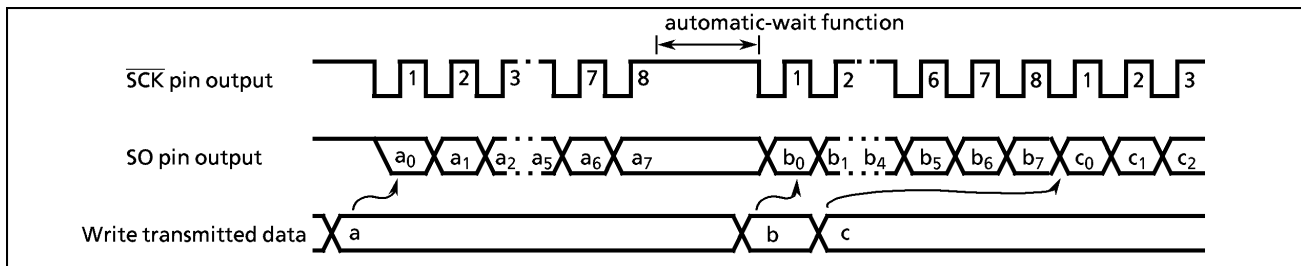 automatic-wait function
SCK pin output 1 2 3 7 8 1 2 6 7 8 1 2 3
SO pin output a0 a1 a2 a5 a6 a7 b0 b1 b4 b5 b6 b7 c0 c1 c2
Write transmitted data a b c